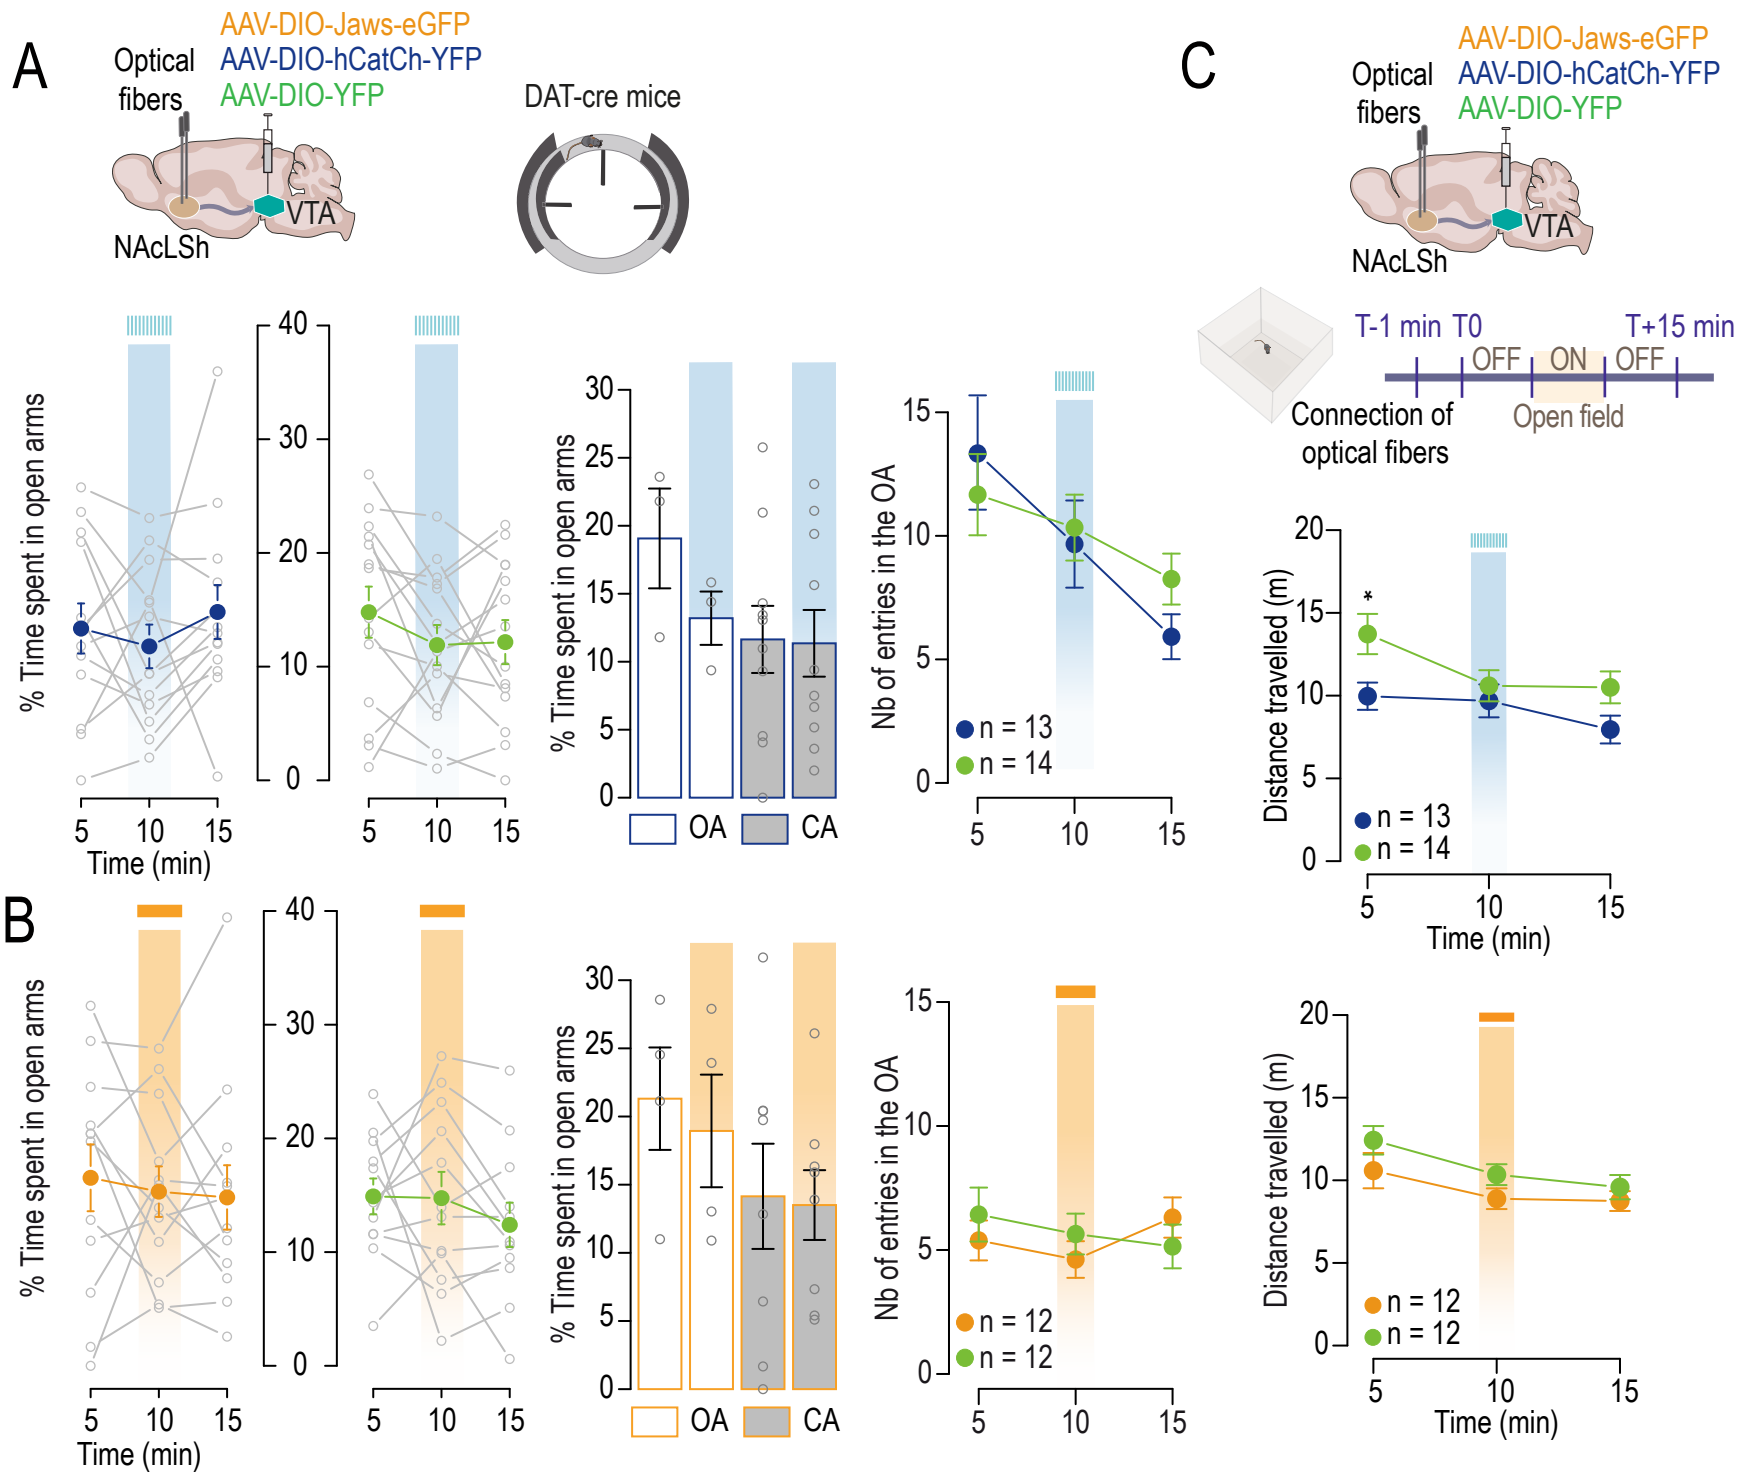 A
Optical
fibers
AAV-DIO-Jaws-eGFP
AAV-DIO-hCatCh-YFP
AAV-DIO-YFP
VTA
NAcLSh
DAT-cre mice
% Time spent in open arms
40
30
20
10
0
5 10 15
5 10 15
Time (min)
% Time spent in open arms
30
25
20
15
10
5
0
OA
CA
Nb of entries in the OA
15
10
5
0
n = 13
n = 14
5 10 15
B
% Time spent in open arms
40
30
20
10
0
5 10 15
5 10 15
Time (min)
% Time spent in open arms
30
25
20
15
10
5
0
OA
CA
Nb of entries in the OA
15
10
5
0
n = 12
n = 12
5 10 15
C
Optical
fibers
AAV-DIO-Jaws-eGFP
AAV-DIO-hCatCh-YFP
AAV-DIO-YFP
VTA
NAcLSh
T-1 min T0 T+15 min
OFF ON OFF
Connection of
optical fibers
Open field
Distance travelled (m)
20
15
10
5
0
*
n = 13
n = 14
5 10 15
Time (min)
Distance travelled (m)
20
15
10
5
0
n = 12
n = 12
5 10 15
Time (min)